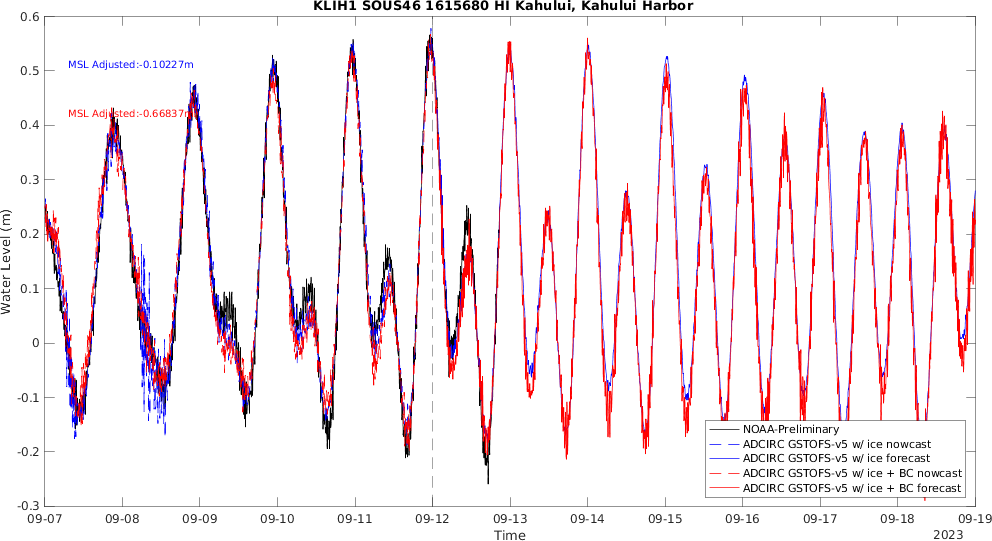 KLIH1 SOUS46 1615680 HI Kahului, Kahului Harbor
0.6
0.5
0.4
0.3
0.2
0.1
0
-0.1
-0.2
-0.3
Water Level (m)
MSL Adjusted:-0.10227m
MSL Adjusted:-0.66837m
NOAA-Preliminary
ADCIRC GSTOFS-v5 w/ ice nowcast
ADCIRC GSTOFS-v5 w/ ice forecast
ADCIRC GSTOFS-v5 w/ ice + BC nowcast
ADCIRC GSTOFS-v5 w/ ice + BC forecast
09-07 09-08 09-09 09-10 09-11 09-12 09-13 09-14 09-15 09-16 09-17 09-18 09-19
Time
2023